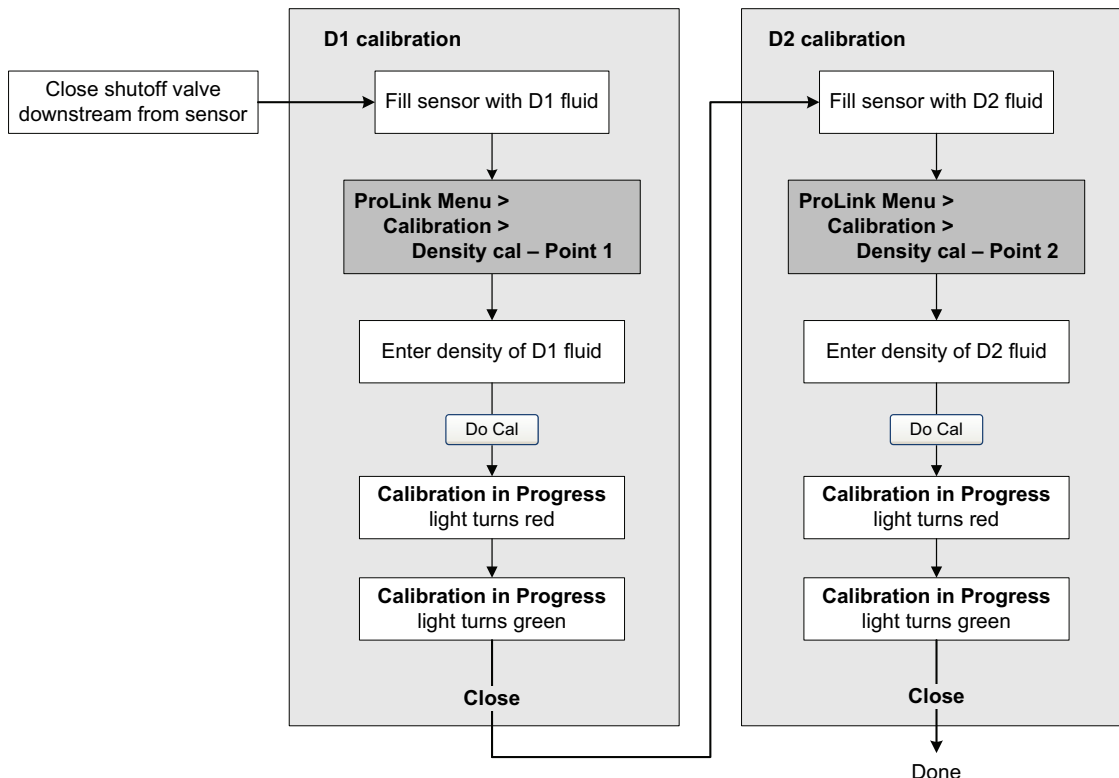 Close shutoff valve
downstream from sensor
D1 calibration
Fill sensor with D1 fluid
ProLink Menu >
Calibration >
Density cal – Point 1
Enter density of D1 fluid
Do Cal
Calibration in Progress
light turns red
Calibration in Progress
light turns green
Close
D2 calibration
Fill sensor with D2 fluid
ProLink Menu >
Calibration >
Density cal – Point 2
Enter density of D2 fluid
Do Cal
Calibration in Progress
light turns red
Calibration in Progress
light turns green
Close
Done